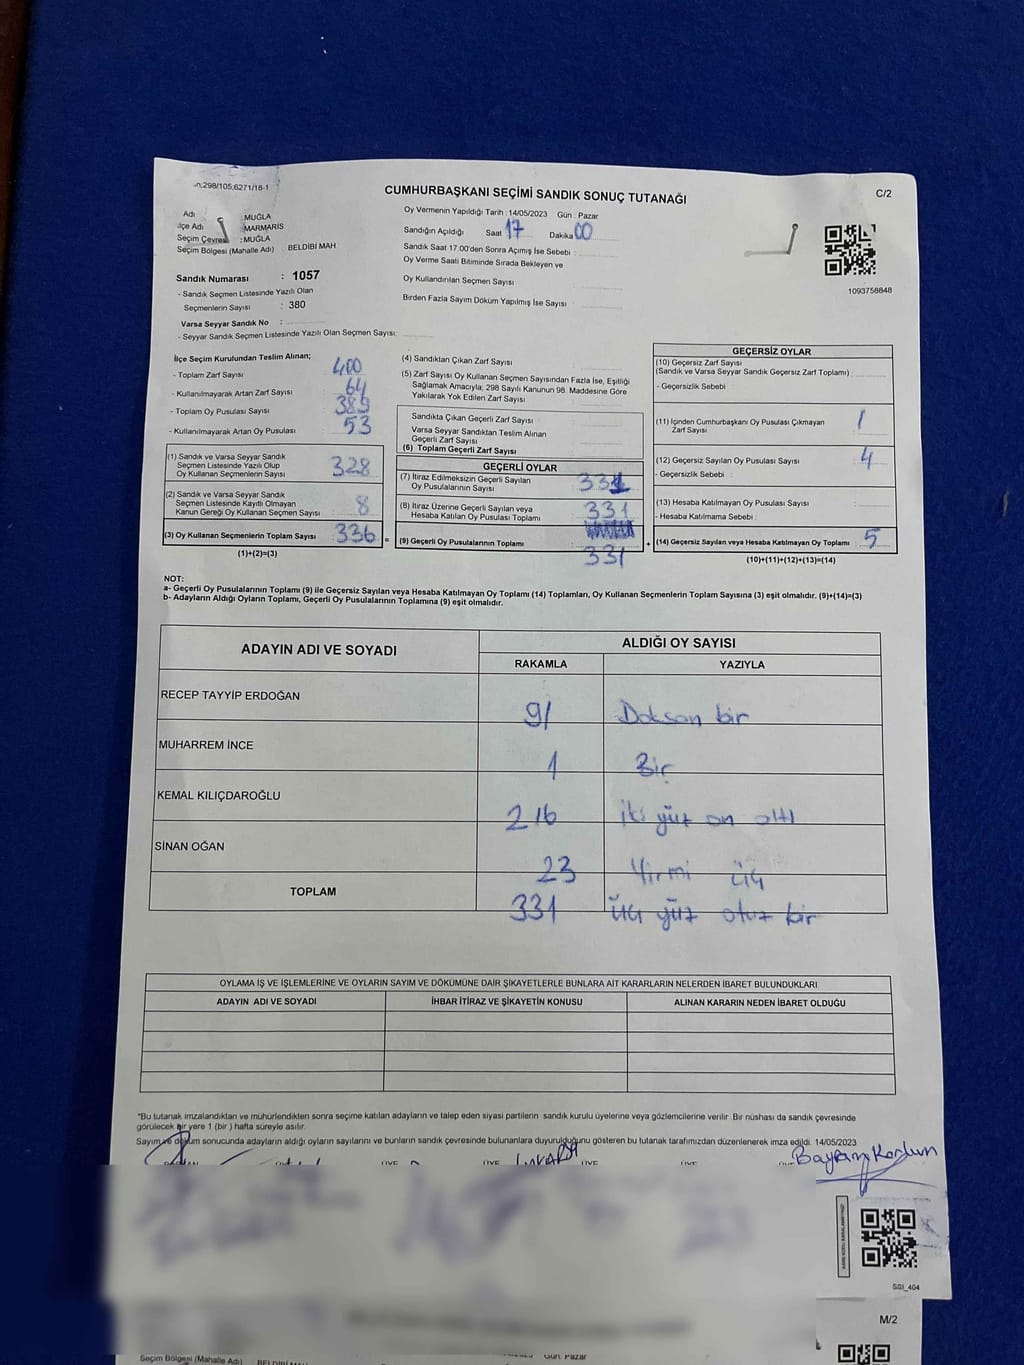 C/2
CUMHURBAŞKANI SEÇİMİ SANDIK SONUÇ TUTANAĞI
Adı : MUĞLA
İlçe Adı : MARMARİS
Seçim Çevresi : MUĞLA
Seçim Bölgesi (Mahalle Adı) : BELDİBİ MAH
Sandık Numarası : 1057
- Sandık Seçmen Listesinde Yazılı Olan
Seçmenlerin Sayısı : 380
Varsa Seyyar Sandık No :
- Seyyar Sandık Seçmen Listesinde Yazılı Olan Seçmen Sayısı:
Oy Vermenin Yapıldığı Tarih : 14/05/2023 Gün : Pazar
Sandığın Açıldığı Saat 17 Dakika 00
Sandık Saat 17.00'den Sonra Açımış İse Sebebi :
Oy Verme Saati Bitiminde Sırada Bekleyen ve
Oy Kullandırılan Seçmen Sayısı :
Birden Fazla Sayım Döküm Yapılmış İse Sayısı :
1093758848
İlçe Seçim Kurulundan Teslim Alınan;
- Toplam Zarf Sayısı : 400
- Kullanılmayarak Artan Zarf Sayısı : 64
- Toplam Oy Pusulası Sayısı : 389
- Kullanılmayarak Artan Oy Pusulası : 53
(1) Sandık ve Varsa Seyyar Sandık
Seçmen Listesinde Yazılı Olup
Oy Kullanan Seçmenlerin Sayısı : 328
(2) Sandık ve Varsa Seyyar Sandık
Seçmen Listesinde Kayıtlı Olmayan
Kanun Gereği Oy Kullanan Seçmen Sayısı : 8
(3) Oy Kullanan Seçmenlerin Toplam Sayısı : 336 =
(1)+(2)=(3)
(4) Sandıktan Çıkan Zarf Sayısı :
(5) Zarf Sayısı Oy Kullanan Seçmen Sayısından Fazla İse, Eşitliği
Sağlamak Amacıyla, 298 Sayılı Kanunun 98. Maddesine Göre
Yakılarak Yok Edilen Zarf Sayısı :
Sandıkta Çıkan Geçerli Zarf Sayısı :
Varsa Seyyar Sandıktan Teslim Alınan
Geçerli Zarf Sayısı :
(6) Toplam Geçerli Zarf Sayısı :
GEÇERLİ OYLAR
(7) İtiraz Edilmeksizin Geçerli Sayılan
Oy Pusulalarının Sayısı : 331
(8) İtiraz Üzerine Geçerli Sayılan veya
Hesaba Katılan Oy Pusulası Toplamı : 331
(9) Geçerli Oy Pusulalarının Toplamı :
331
+
GEÇERSİZ OYLAR
(10) Geçersiz Zarf Sayısı
(Sandık ve Varsa Seyyar Sandık Geçersiz Zarf Toplamı) :
- Geçersizlik Sebebi :
(11) İçinden Cumhurbaşkanı Oy Pusulası Çıkmayan
Zarf Sayısı : 1
(12) Geçersiz Sayılan Oy Pusulası Sayısı : 4
- Geçersizlik Sebebi :
(13) Hesaba Katılmayan Oy Pusulası Sayısı :
- Hesaba Katılmama Sebebi :
(14) Geçersiz Sayılan veya Hesaba Katılmayan Oy Toplamı : 5
(10)+(11)+(12)+(13)=(14)
NOT:
a- Geçerli Oy Pusulalarının Toplamı (9) ile Geçersiz Sayılan veya Hesaba Katılmayan Oy Toplamı (14) Toplamları, Oy Kullanan Seçmenlerin Toplam Sayısına (3) eşit olmalıdır. (9)+(14)=(3)
b- Adayların Aldığı Oyların Toplamı, Geçerli Oy Pusulalarının Toplamına (9) eşit olmalıdır.
ADAYIN ADI VE SOYADI ALDIĞI OY SAYISI
RAKAMLA YAZIYLA
RECEP TAYYİP ERDOĞAN 91 Doksan bir
MUHARREM İNCE 1 Bir
KEMAL KILIÇDAROĞLU 216 iki yüz on altı
SİNAN OĞAN 23 Yirmi üç
TOPLAM 331 üç yüz otuz bir
OYLAMA İŞ VE İŞLEMLERİNE VE OYLARIN SAYIM VE DÖKÜMÜNE DAİR ŞİKAYETLERLE BUNLARA AİT KARARLARIN NELERDEN İBARET BULUNDUKLARI
ADAYIN ADI VE SOYADI İHBAR İTİRAZ VE ŞİKAYETİN KONUSU ALINAN KARARIN NEDEN İBARET OLDUĞU
*Bu tutanak imzalandıktan ve mühürlendikten sonra seçime katılan adayların ve talep eden siyasi partilerin sandık kurulu üyelerine veya gözlemcilerine verilir .Bir nüshası da sandık çevresinde
görülecek bir yere 1 (bir ) hafta süreyle asılır.
Sayım ve döküm sonucunda adayların aldığı oyların sayılarını ve bunların sandık çevresinde bulunanlara duyurulduğunu gösteren bu tutanak tarafımızdan düzenlenerek imza edildi. 14/05/2023
ÜYE ÜYE ÜYE ÜYE
SSI_404
M/2
Gün: Pazar
Seçim Bölgesi (Mahalle Adı) : BELDİBİ MAH